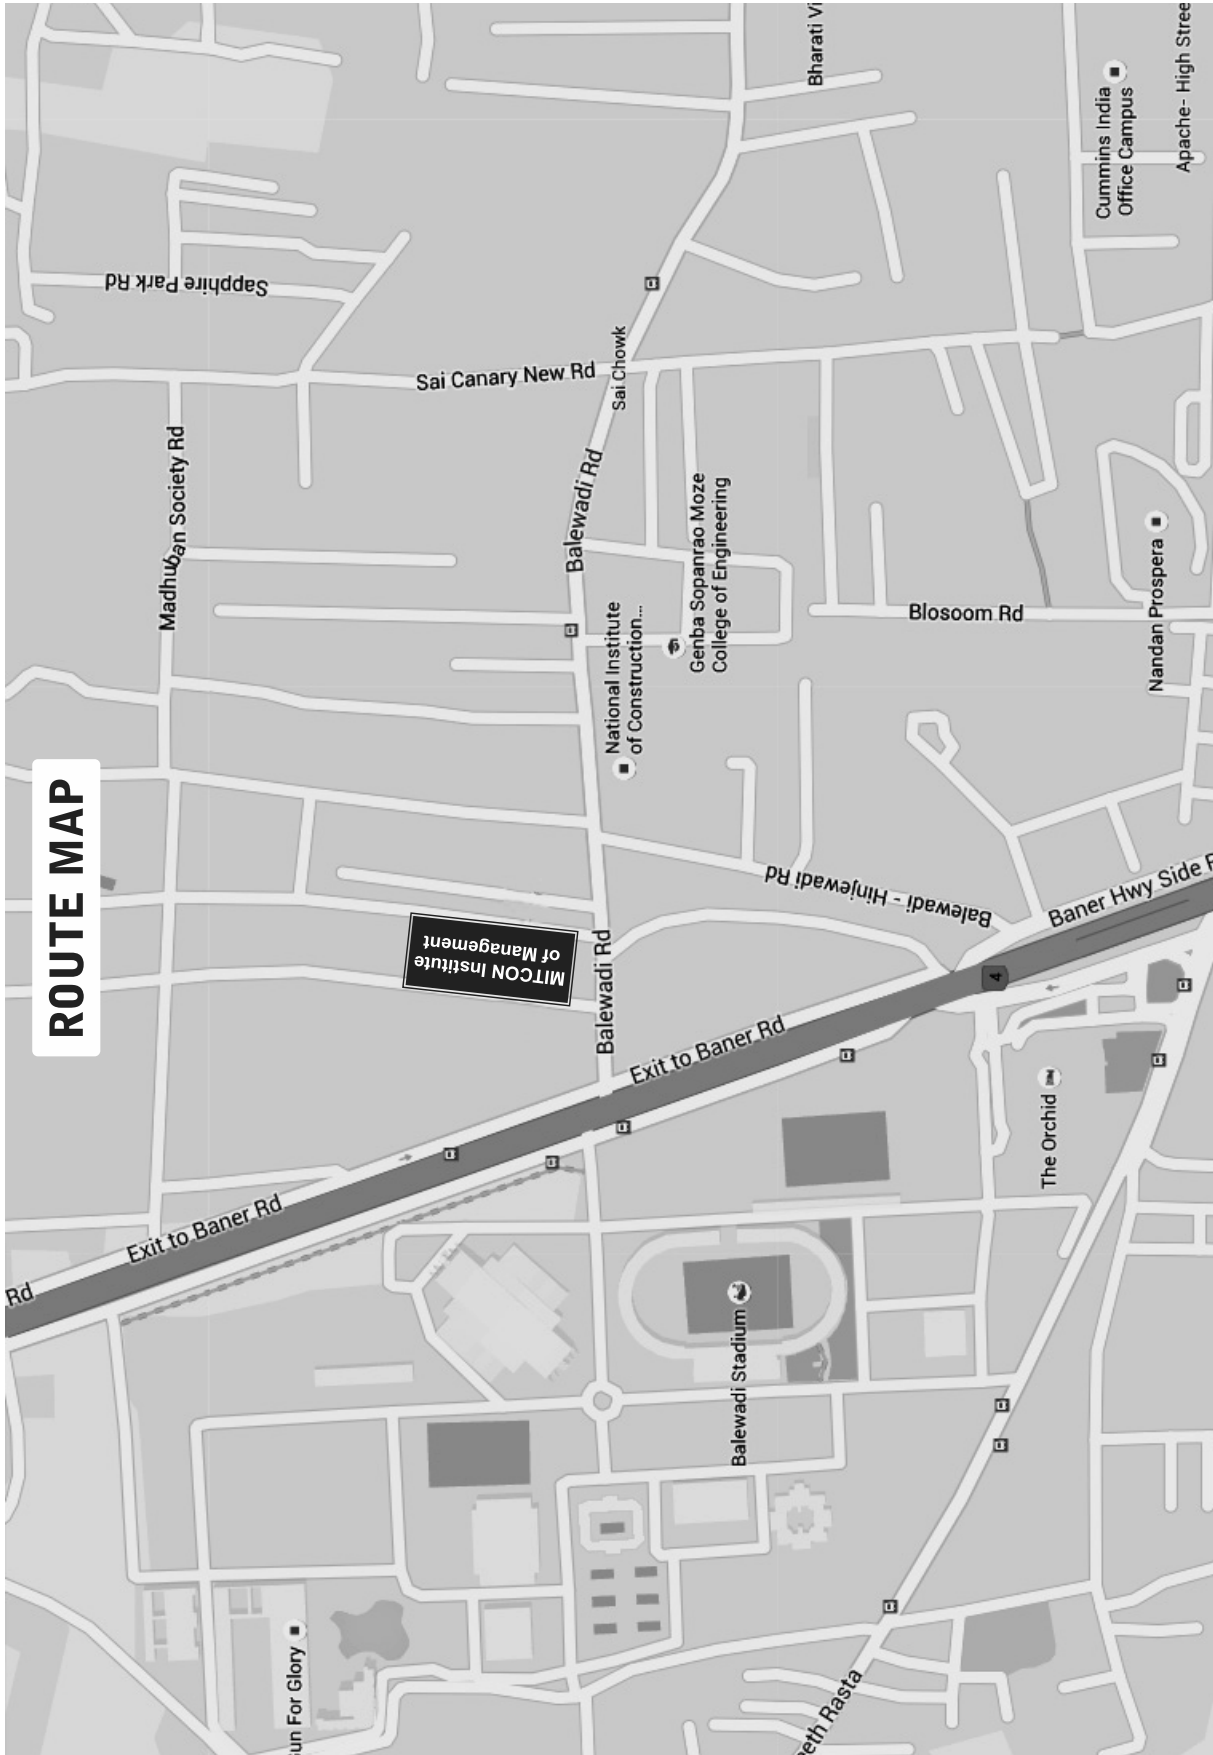 ROUTE MAP
Rd
Exit to Baner Rd
Madhuban Society Rd
Sapphire Park Rd
MITCON Institute
of Management
Sai Canary New Rd
Sai Chowk
Balewadi Rd
Balewadi Rd
Exit to Baner Rd
National Institute
of Construction...
Genba Sopanrao Moze
College of Engineering
Balewadi - Hinjewadi Rd
Balewadi Stadium
Blosoom Rd
4
Baner Hwy Side
The Orchid
Nandan Prospera
Cummins India
Office Campus
Apache- High Stree
Bharati Vi
un For Glory
eeth Rasta